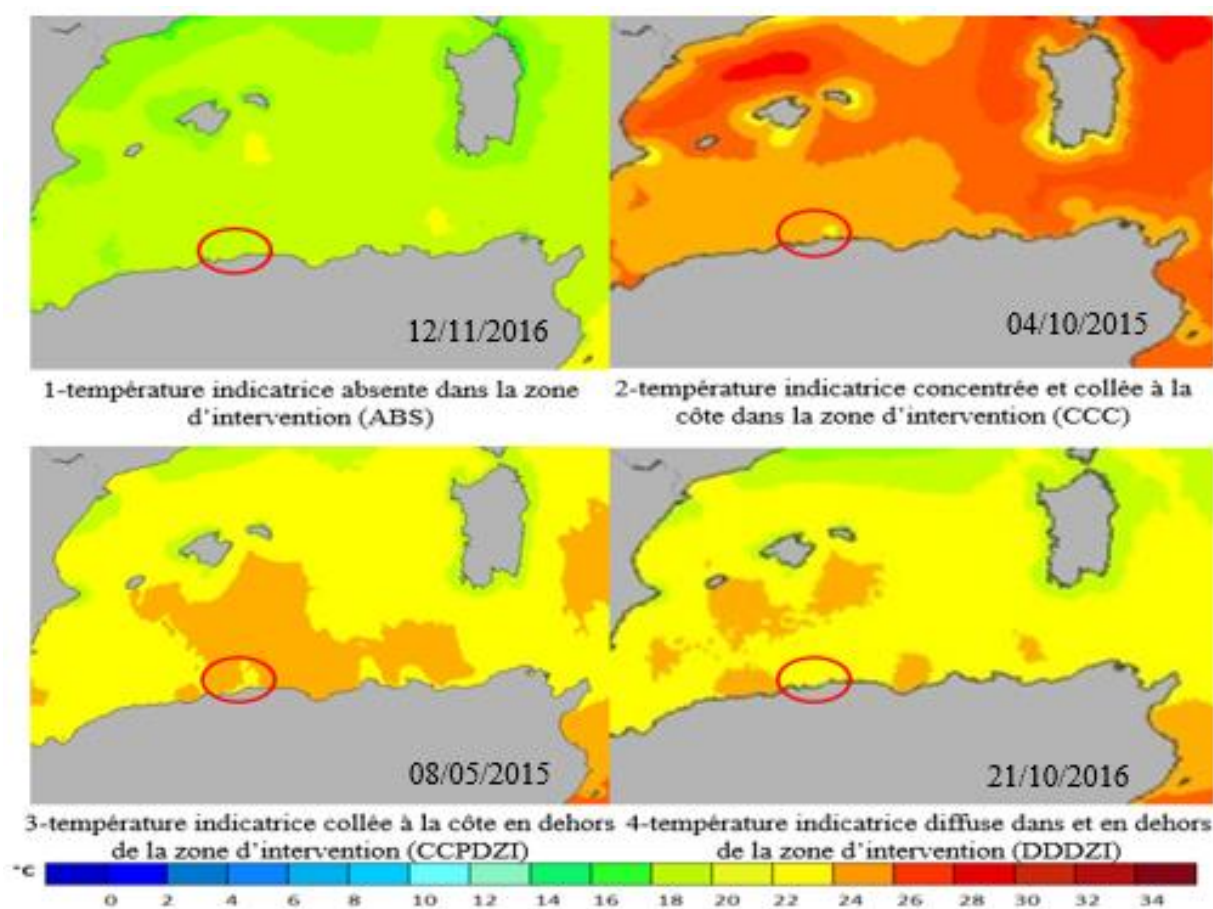 12/11/2016
04/10/2015
1-température indicatrice absente dans la zone
d'intervention (ABS)
2-température indicatrice concentrée et collée à la
côte dans la zone d'intervention (CCC)
08/05/2015
21/10/2016
3-température indicatrice collée à la côte en dehors
de la zone d'intervention (CCPDZI)
4-température indicatrice diffuse dans et en dehors
de la zone d'intervention (DDDZI)
°C
0 2 4 6 8 10 12 14 16 18 20 22 24 26 28 30 32 34